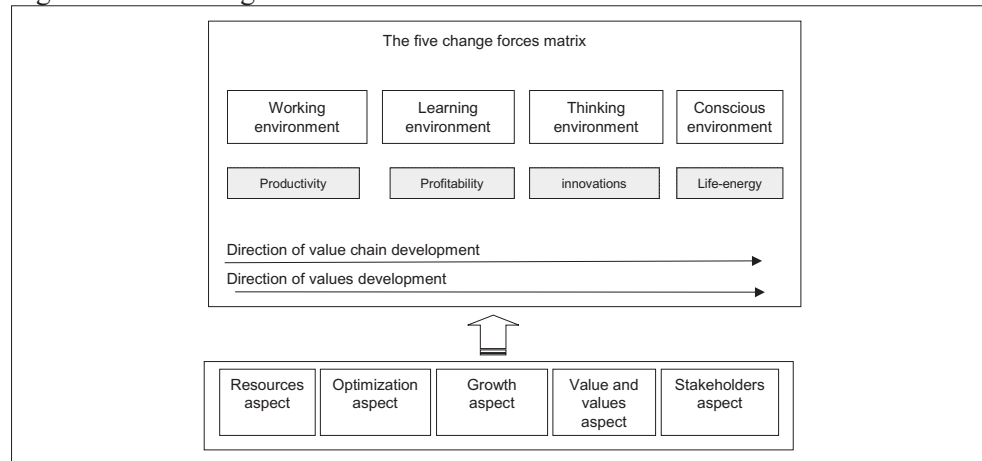 The five change forces matrix
Working
environment
Learning
environment
Thinking
environment
Conscious
environment
Productivity
Profitability
innovations
Life-energy
Direction of value chain development
Direction of values development
Resources
aspect
Optimization
aspect
Growth
aspect
Value and
values
aspect
Stakeholders
aspect